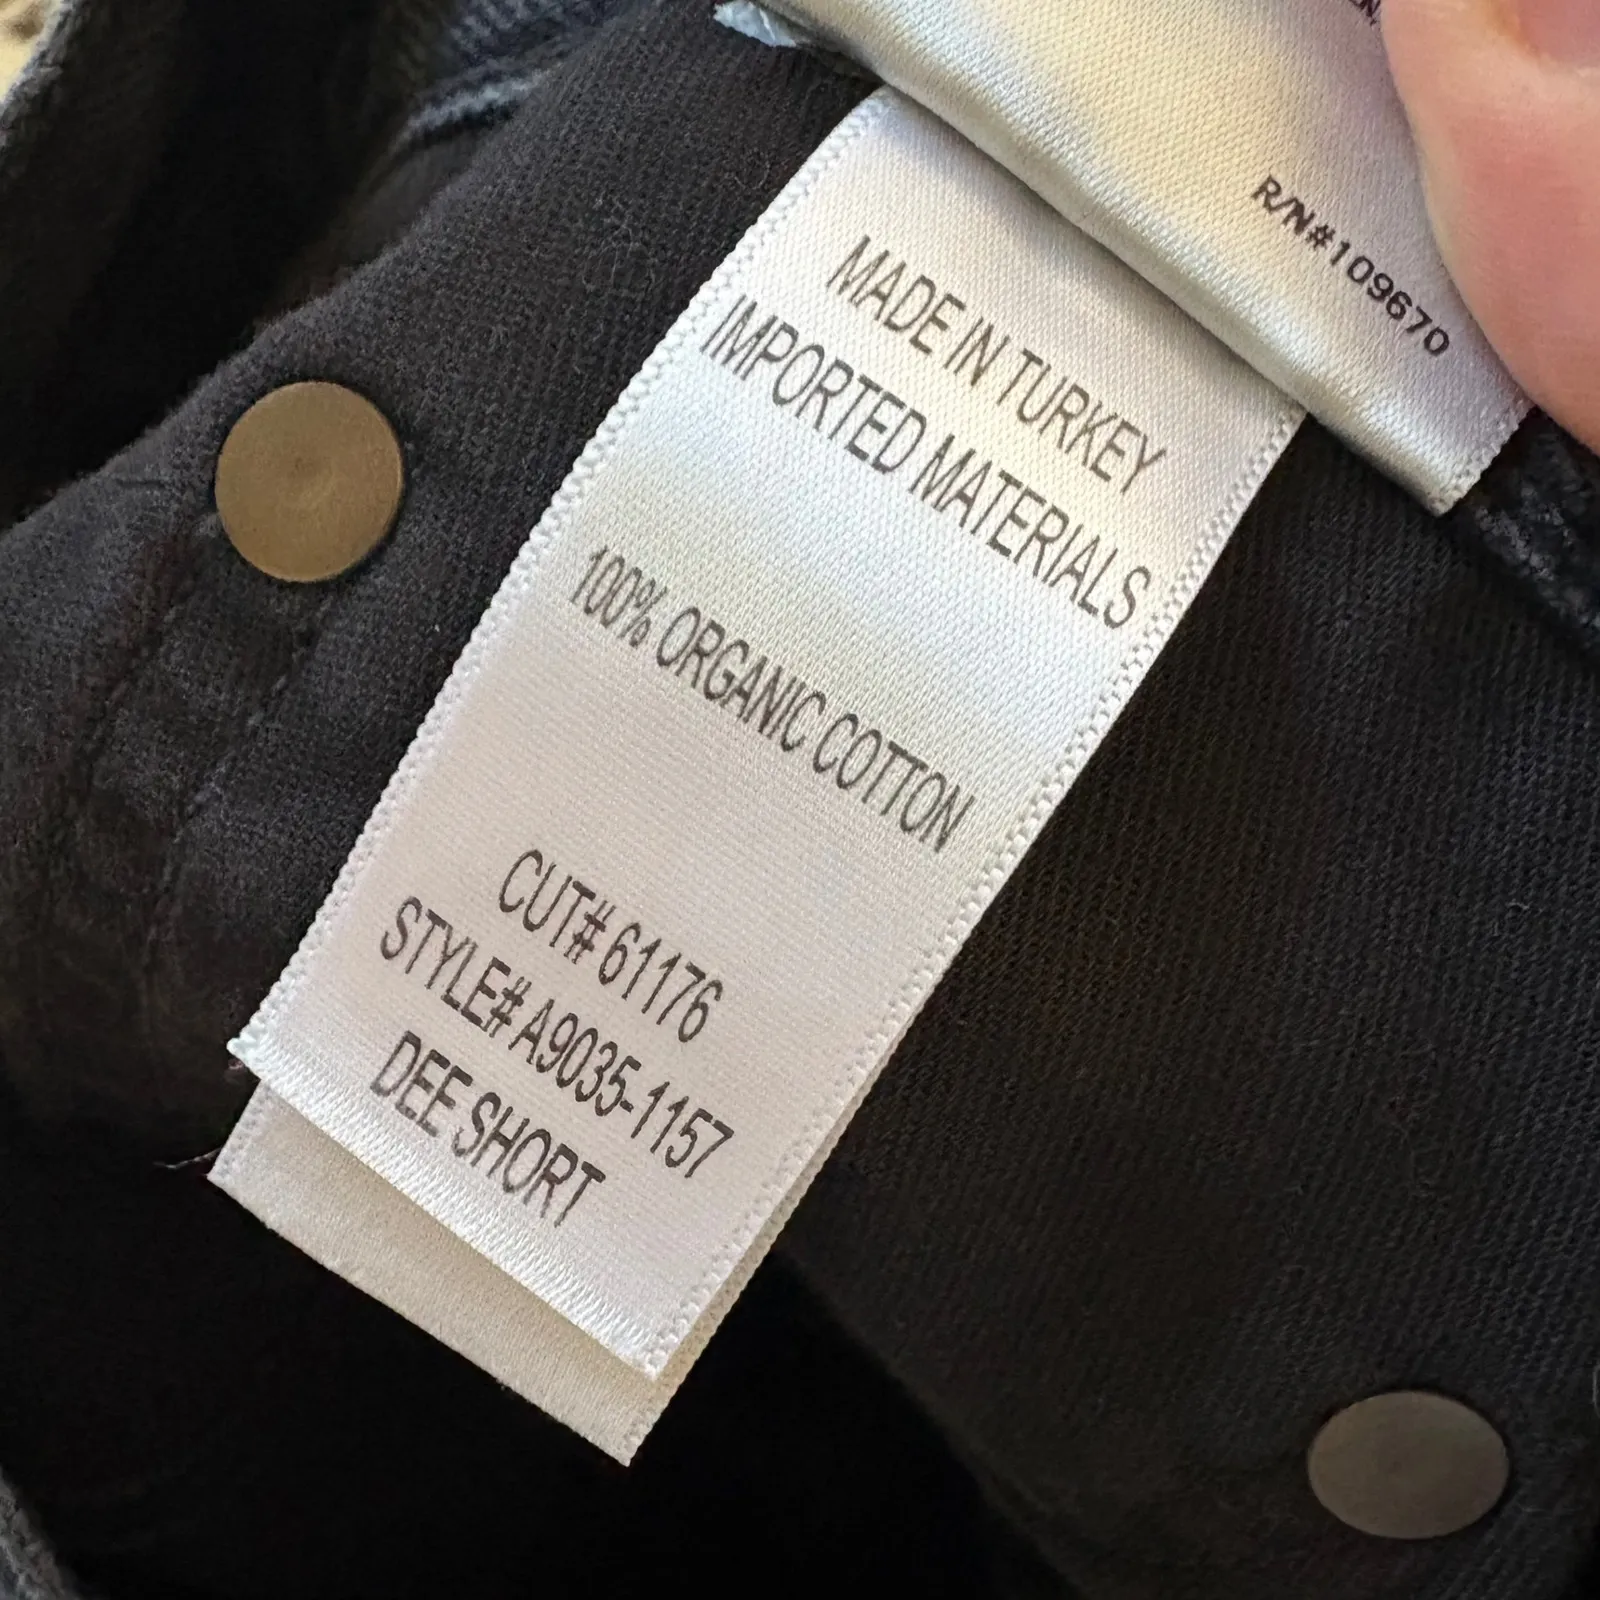 R/N#109670
MADE IN TURKEY
IMPORTED MATERIALS
100% ORGANIC COTTON
CUT# 61176
STYLE# A9035-1157
DEE SHORT